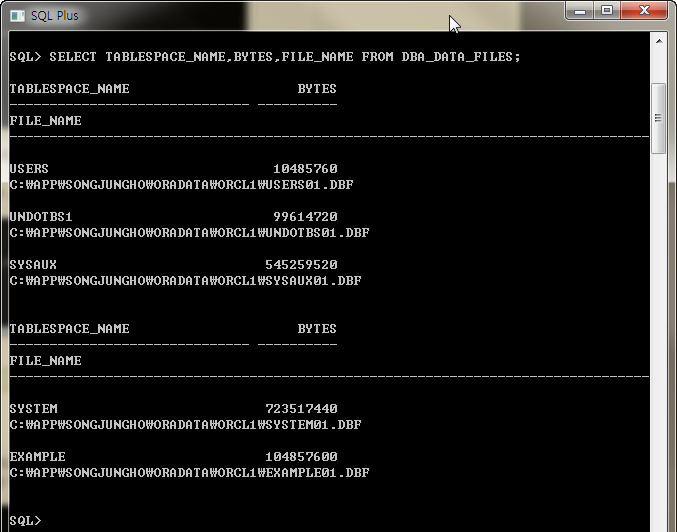 SQL Plus
SQL> SELECT TABLESPACE_NAME,BYTES,FILE_NAME FROM DBA_DATA_FILES;
TABLESPACE_NAME                     BYTES
------------------------------ ----------
FILE_NAME
--------------------------------------------------------------------------------
USERS                            10485760
C:₩APP₩SONGJUNGHO₩ORADATA₩ORCL1₩USERS01.DBF
UNDOTBS1                         99614720
C:₩APP₩SONGJUNGHO₩ORADATA₩ORCL1₩UNDOTBS01.DBF
SYSAUX                          545259520
C:₩APP₩SONGJUNGHO₩ORADATA₩ORCL1₩SYSAUX01.DBF
TABLESPACE_NAME                     BYTES
------------------------------ ----------
FILE_NAME
--------------------------------------------------------------------------------
SYSTEM                          723517440
C:₩APP₩SONGJUNGHO₩ORADATA₩ORCL1₩SYSTEM01.DBF
EXAMPLE                         104857600
C:₩APP₩SONGJUNGHO₩ORADATA₩ORCL1₩EXAMPLE01.DBF
SQL>